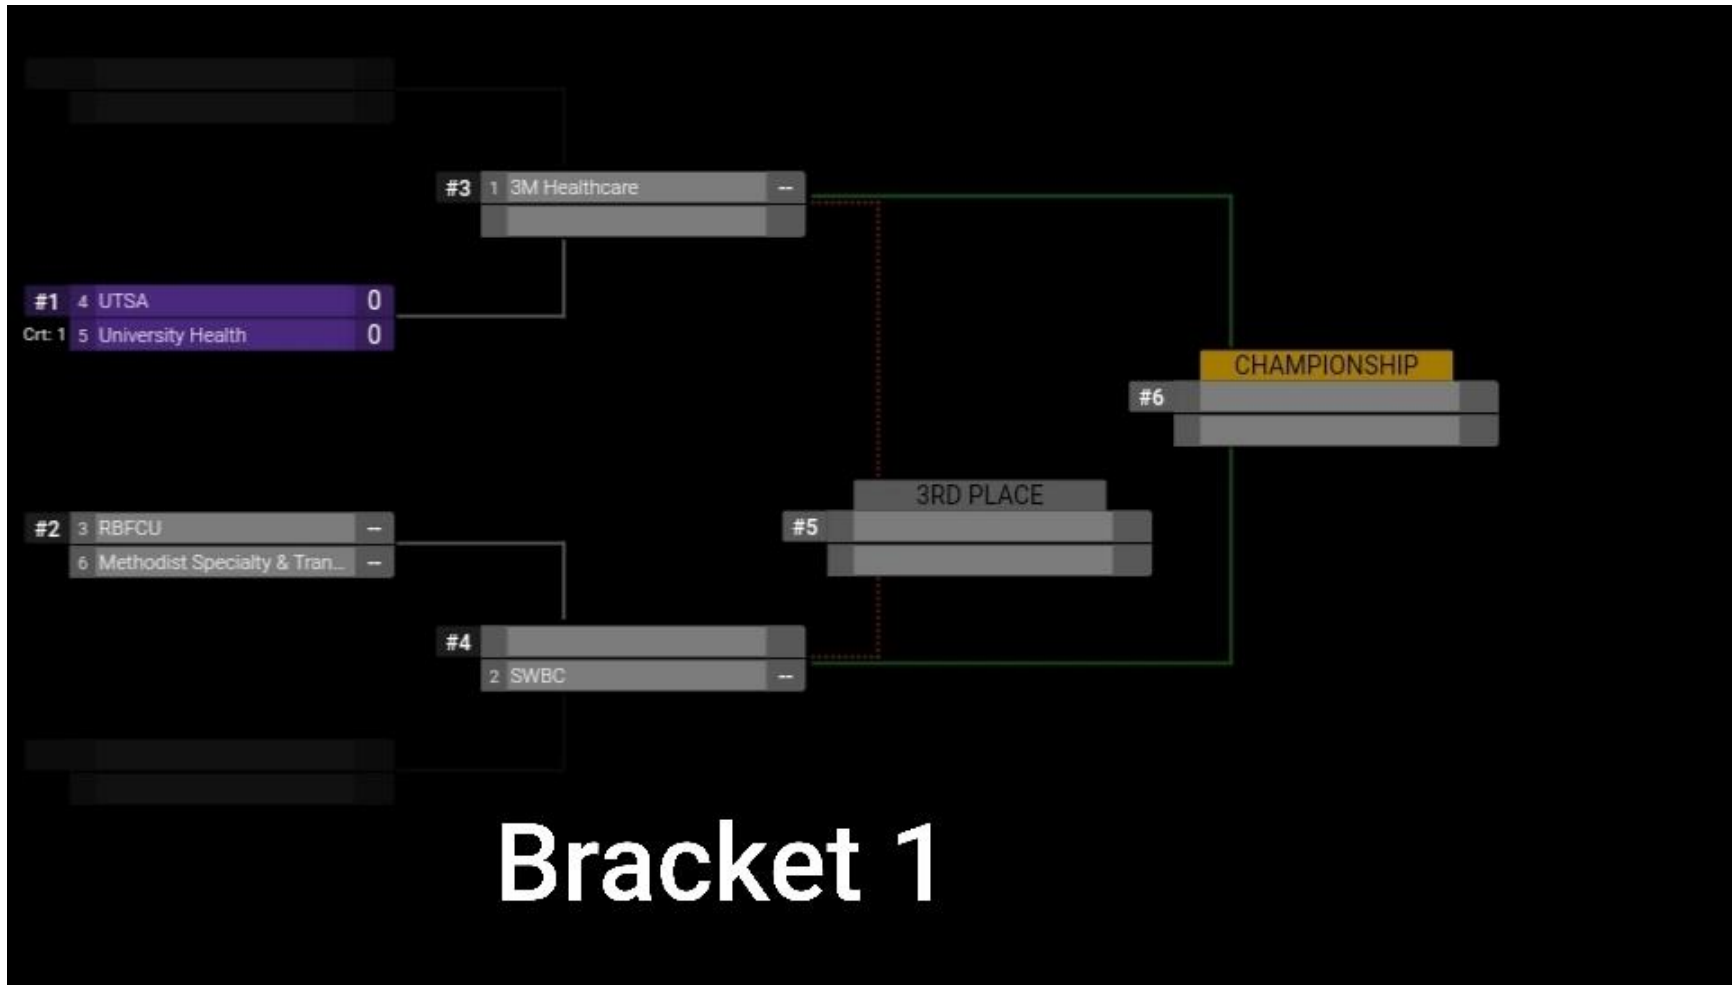 #3 1 3M Healthcare --
#1 4 UTSA 0
Crt: 1 5 University Health 0
CHAMPIONSHIP
#6
3RD PLACE
#5
#2 3 RBFCU --
6 Methodist Specialty & Tran... --
#4
2 SWBC --
Bracket 1